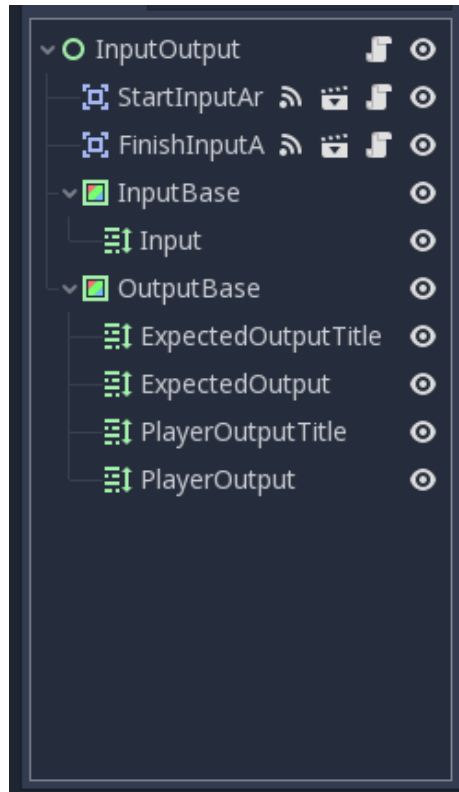 InputOutput
StartInputAr
FinishInputA
InputBase
Input
OutputBase
ExpectedOutputTitle
ExpectedOutput
PlayerOutputTitle
PlayerOutput